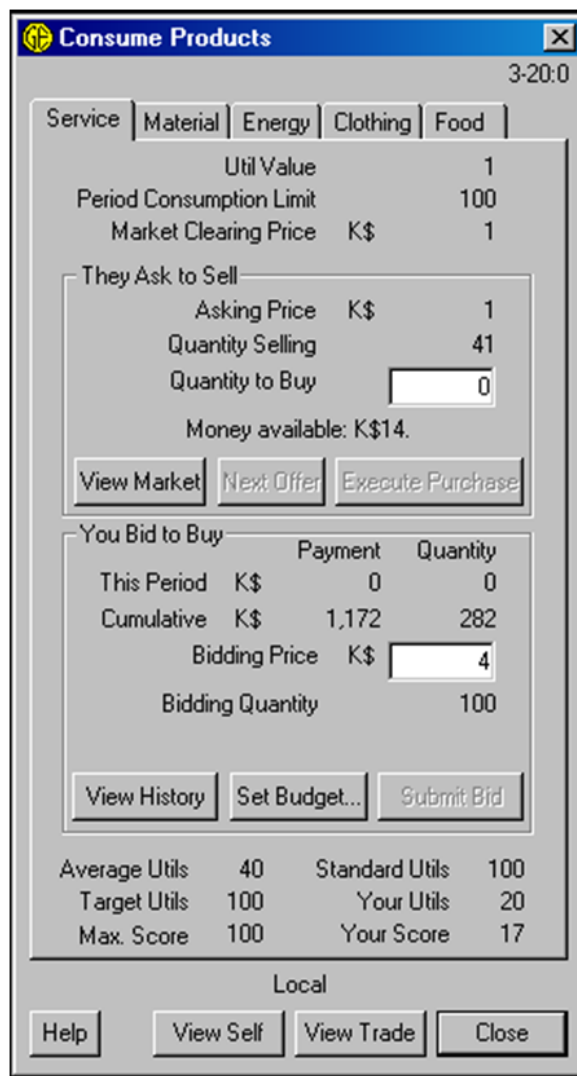 GE Consume Products
3-20:0
Service Material Energy Clothing Food
Util Value 1
Period Consumption Limit 100
Market Clearing Price K$ 1
They Ask to Sell
Asking Price K$ 1
Quantity Selling 41
Quantity to Buy 0
Money available: K$14.
View Market Next Offer Execute Purchase
You Bid to Buy
Payment Quantity
This Period K$ 0 0
Cumulative K$ 1,172 282
Bidding Price K$ 4
Bidding Quantity 100
View History Set Budget... Submit Bid
Average Utils 40 Standard Utils 100
Target Utils 100 Your Utils 20
Max. Score 100 Your Score 17
Local
Help View Self View Trade Close